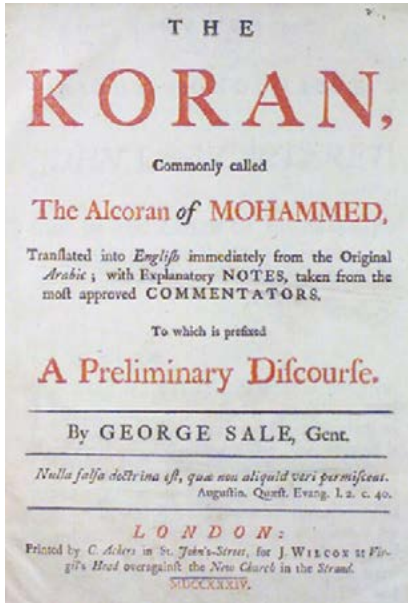 THE
KORAN,
Commonly called
The Alcoran of MOHAMMED,
Tranſlated into Engliſh immediately from the Original
Arabic; with Explanatory NOTES, taken from the
moſt approved COMMENTATORS.
To which is prefixed
A Preliminary Diſcourſe.
By GEORGE SALE, Gent.
Nulla falſa doctrina eſt, quæ non aliquid veri permiſceat.
Auguſtin. Quæſt. Evang. l. 2. c. 40.
LONDON:
Printed by C. Ackers in St. John's-Street, for J. WILCOX at Vir-
gil's Head overagainſt the New Church in the Strand.
MDCCXXXIV.